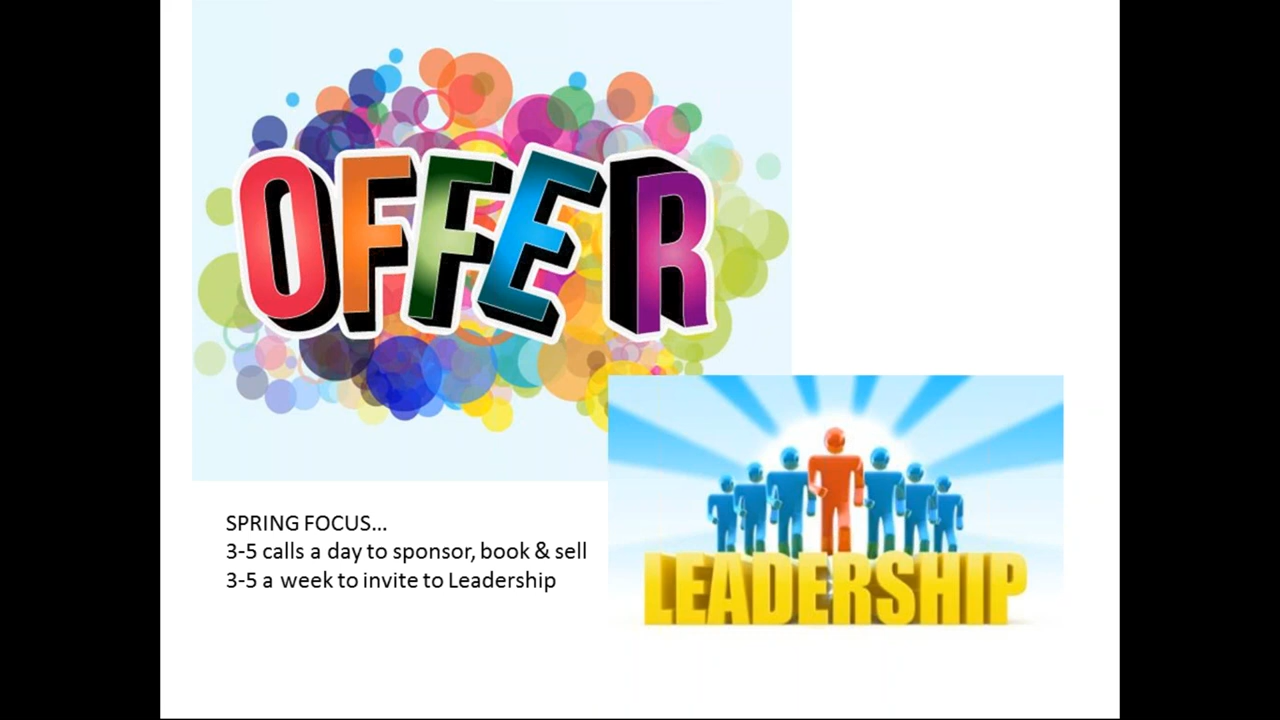 OFFER
SPRING FOCUS...
3-5 calls a day to sponsor, book & sell
3-5 a week to invite to Leadership
LEADERSHIP